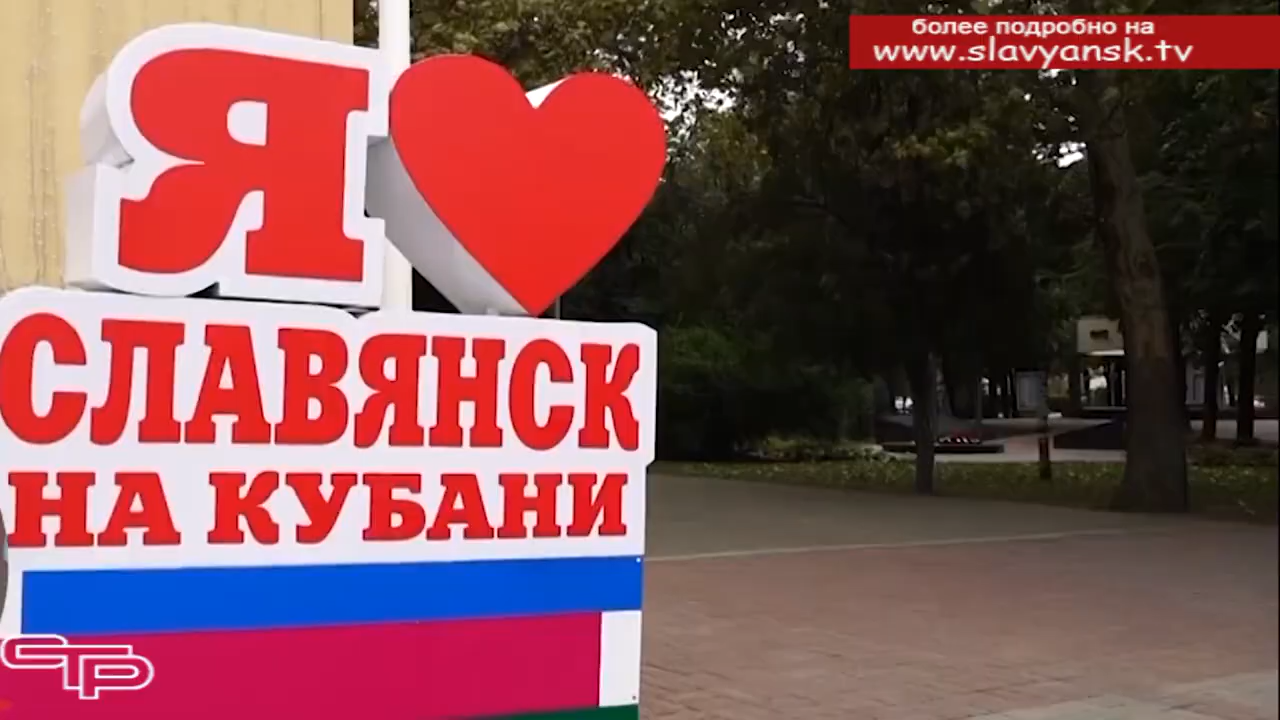 более подробно на
www.slavyansk.tv
Я
СЛАВЯНСК
НА КУБАНИ
СТР